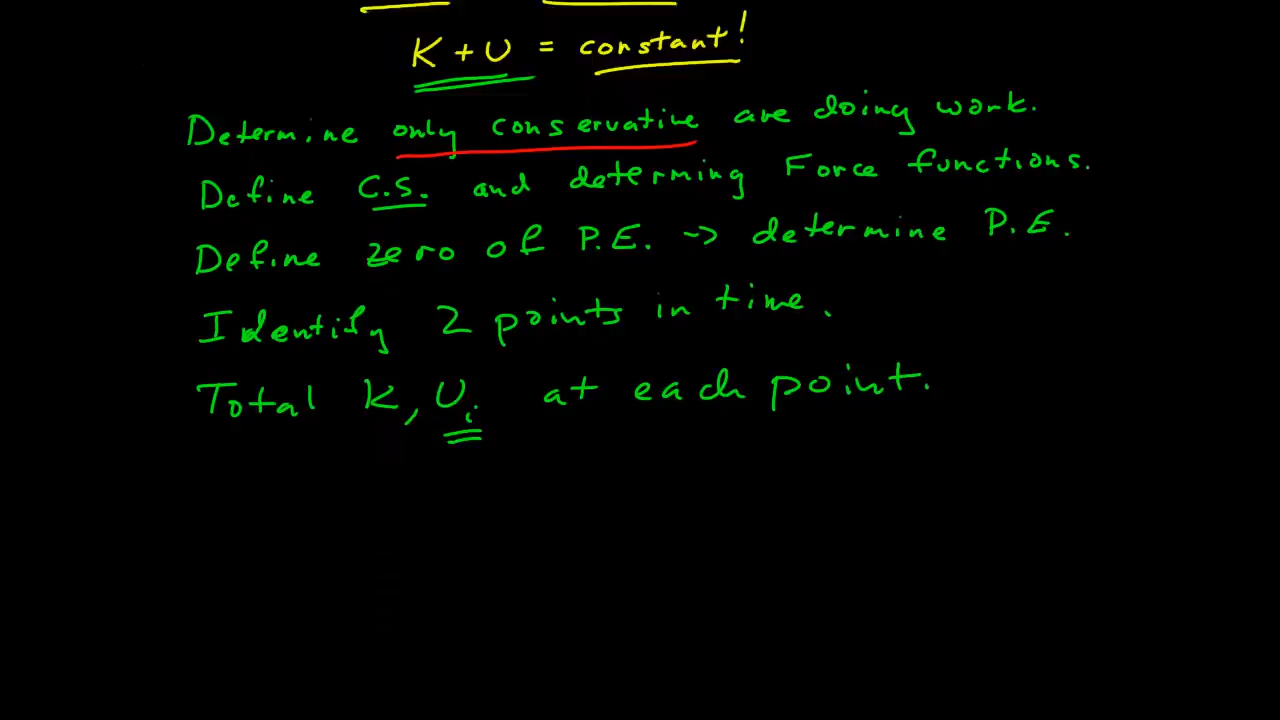 K + U = constant!
Determine only conservative are doing work.
Define C.S. and determing Force functions.
Define zero of P.E. -> determine P.E.
Identify 2 points in time.
Total K, Ui at each point.